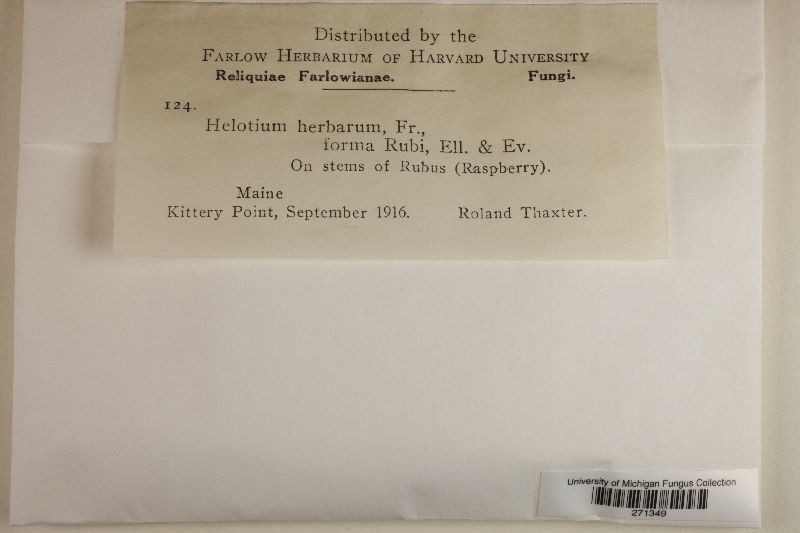 Distributed by the
FARLOW HERBARIUM OF HARVARD UNIVERSITY
Reliquiae Farlowianae. Fungi.
124.
Helotium herbarum, Fr.,
forma Rubi, Ell. & Ev.
On stems of Rubus (Raspberry).
Maine
Kittery Point, September 1916. Roland Thaxter.
University of Michigan Fungus Collection
271349